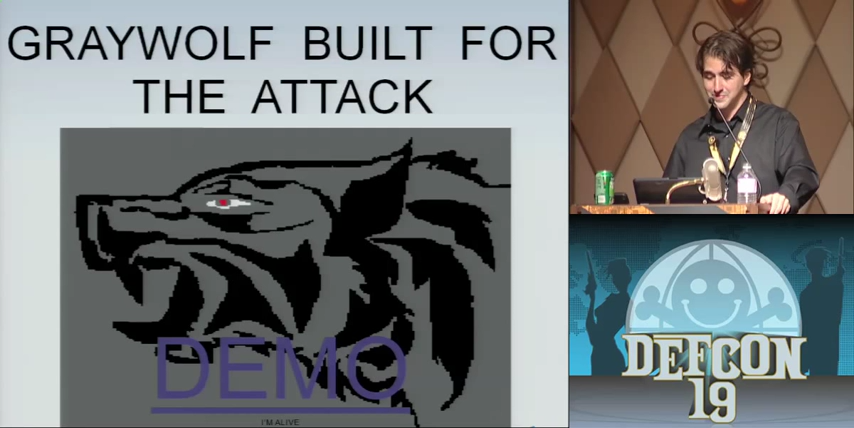 GRAYWOLF BUILT FOR
THE ATTACK
DEMO
I'M ALIVE
DEFCON
19